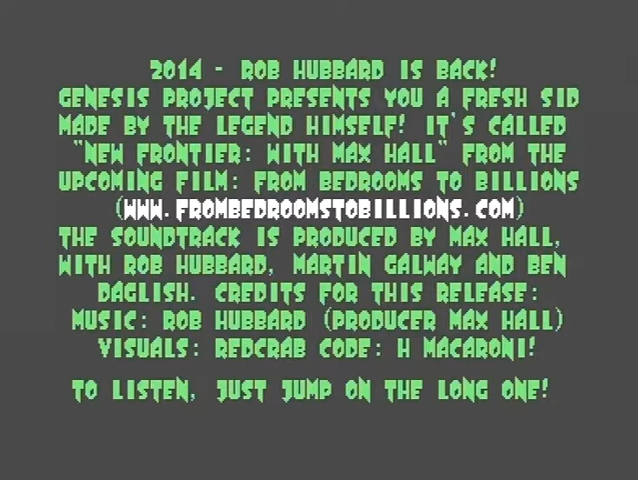 2014 - ROB HUBBARD IS BACK!
GENESIS PROJECT PRESENTS YOU A FRESH SID
MADE BY THE LEGEND HIMSELF! IT'S CALLED
"NEW FRONTIER: WITH MAX HALL" FROM THE
UPCOMING FILM: FROM BEDROOMS TO BILLIONS
(WWW.FROMBEDROOMSTOBILLIONS.COM)
THE SOUNDTRACK IS PRODUCED BY MAX HALL,
WITH ROB HUBBARD, MARTIN GALWAY AND BEN
DAGLISH. CREDITS FOR THIS RELEASE:
MUSIC: ROB HUBBARD (PRODUCER MAX HALL)
VISUALS: REDCRAB CODE: H MACARONI!
TO LISTEN, JUST JUMP ON THE LONG ONE!